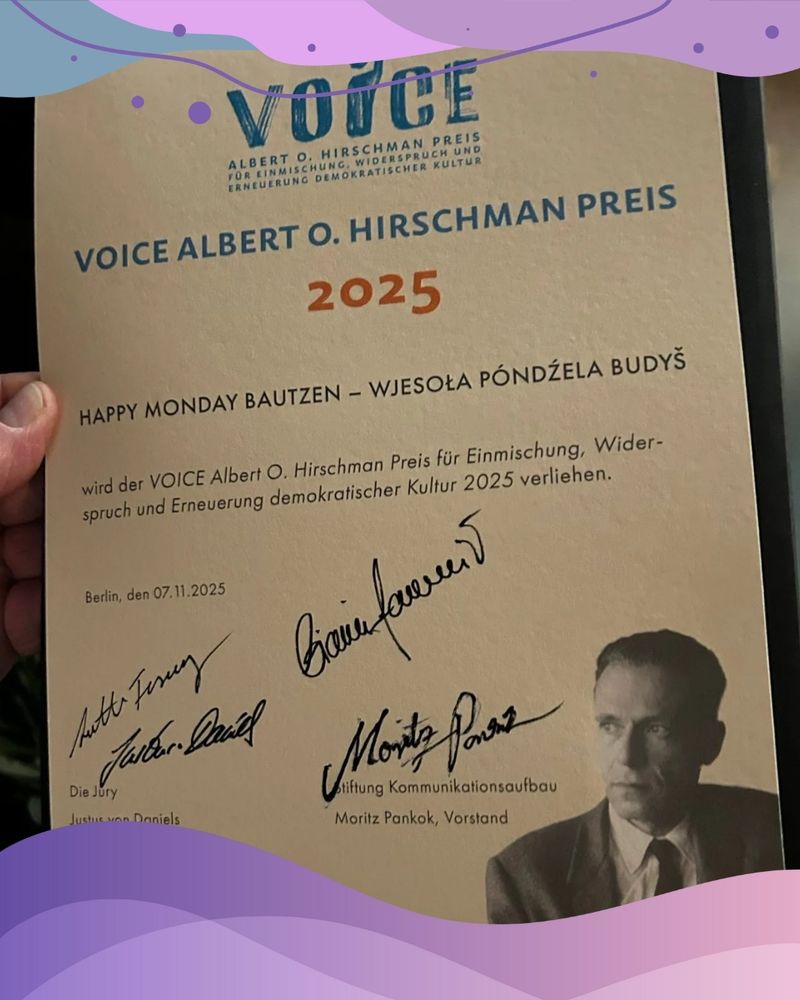 VOICE
ALBERT O. HIRSCHMAN PREIS
FÜR EINMISCHUNG, WIDERSPRUCH UND
ERNEUERUNG DEMOKRATISCHER KULTUR
VOICE ALBERT O. HIRSCHMAN PREIS
2025
HAPPY MONDAY BAUTZEN – WJESOŁA PÓNDŹELA BUDYŠ
wird der VOICE Albert O. Hirschman Preis für Einmischung, Wider-
spruch und Erneuerung demokratischer Kultur 2025 verliehen.
Berlin, den 07.11.2025
Die Jury
Justus von Daniels
Moritz
Stiftung Kommunikationsaufbau
Moritz Pankok, Vorstand